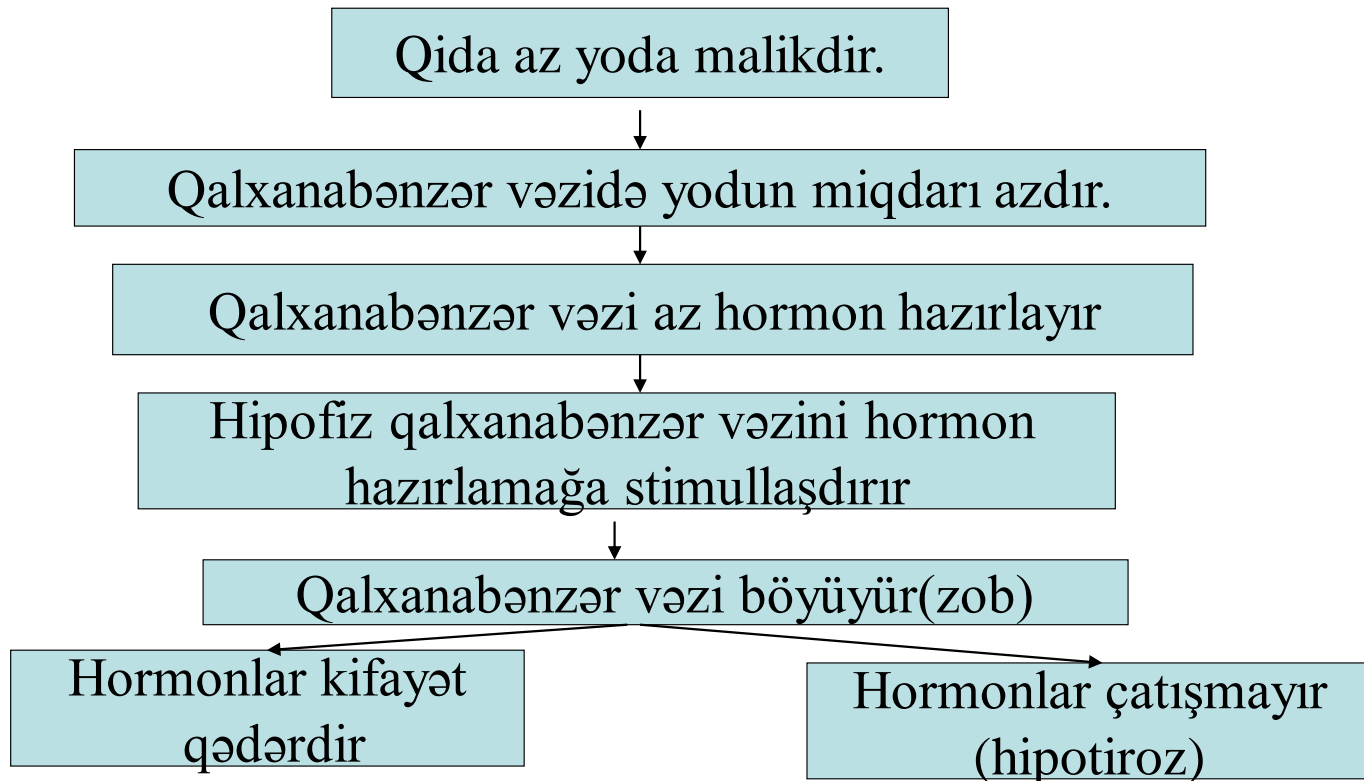 Qida az yoda malikdir.
Qalxanabənzər vəzidə yodun miqdarı azdır.
Qalxanabənzər vəzi az hormon hazırlayır
Hipofiz qalxanabənzər vəzini hormon
hazırlamağa stimullaşdırır
Qalxanabənzər vəzi böyüyür(zob)
Hormonlar kifayət
qədərdir
Hormonlar çatışmayır
(hipotiroz)